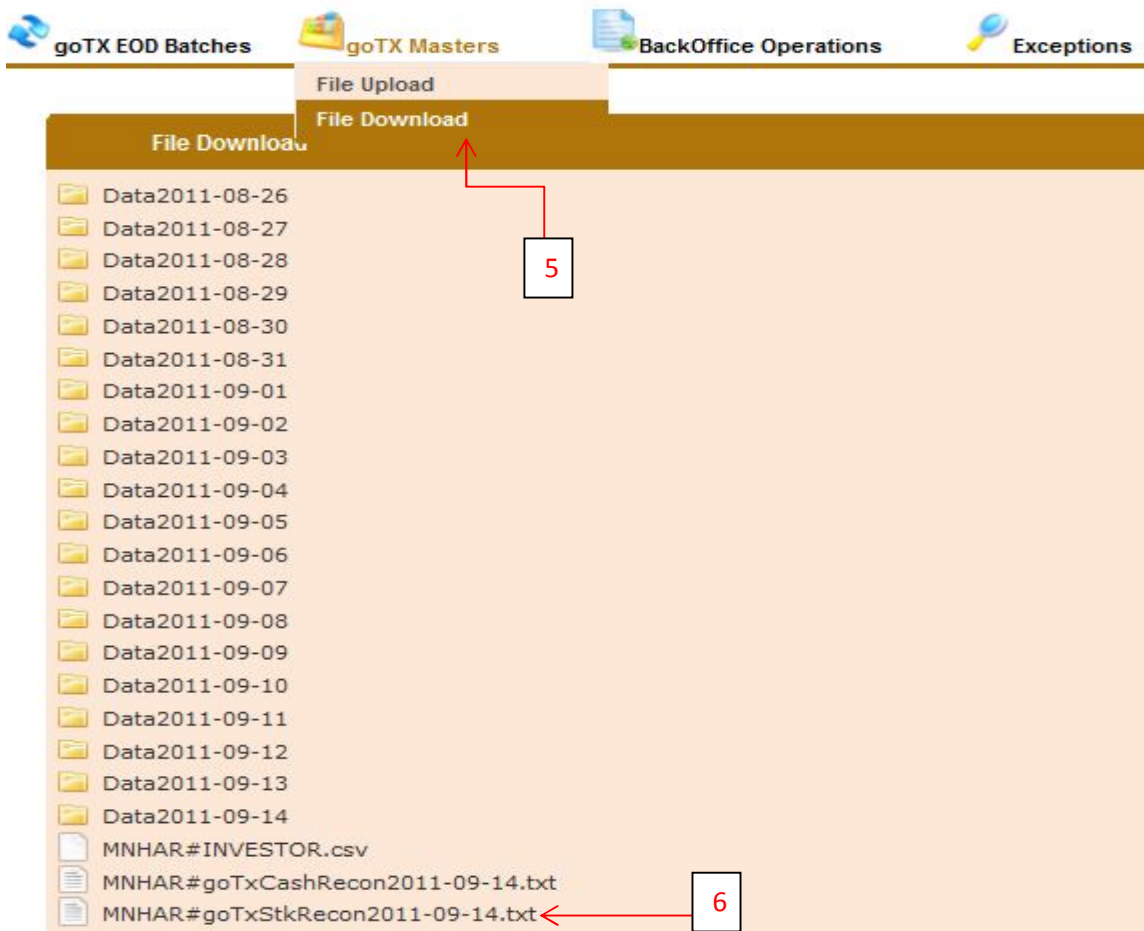 goTX EOD Batches goTX Masters BackOffice Operations Exceptions
File Upload
File Download
File Download
Data2011-08-26
Data2011-08-27
Data2011-08-28
5
Data2011-08-29
Data2011-08-30
Data2011-08-31
Data2011-09-01
Data2011-09-02
Data2011-09-03
Data2011-09-04
Data2011-09-05
Data2011-09-06
Data2011-09-07
Data2011-09-08
Data2011-09-09
Data2011-09-10
Data2011-09-11
Data2011-09-12
Data2011-09-13
Data2011-09-14
MNHAR#INVESTOR.csv
MNHAR#goTxCashRecon2011-09-14.txt
MNHAR#goTxStkRecon2011-09-14.txt 6